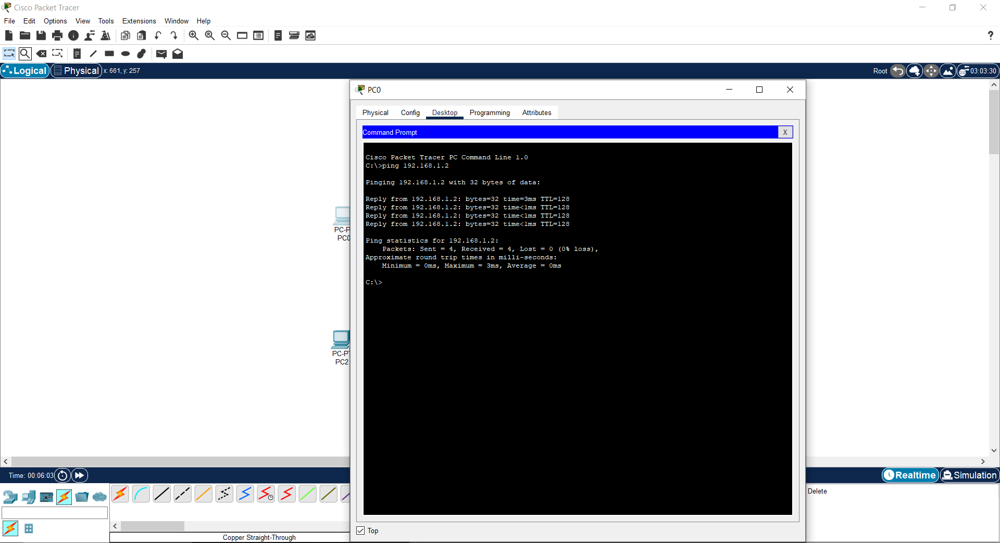 Cisco Packet Tracer
File Edit Options View Tools Extensions Window Help
?
Logical Physical x: 661, y: 257 Root 03:03:30
PC0
Physical Config Desktop Programming Attributes
Command Prompt X
Cisco Packet Tracer PC Command Line 1.0
C:\>ping 192.168.1.2
Pinging 192.168.1.2 with 32 bytes of data:
Reply from 192.168.1.2: bytes=32 time=3ms TTL=128
Reply from 192.168.1.2: bytes=32 time<1ms TTL=128
Reply from 192.168.1.2: bytes=32 time<1ms TTL=128
Reply from 192.168.1.2: bytes=32 time<1ms TTL=128
Ping statistics for 192.168.1.2:
Packets: Sent = 4, Received = 4, Lost = 0 (0% loss),
Approximate round trip times in milli-seconds:
Minimum = 0ms, Maximum = 3ms, Average = 0ms
C:\>
PC-P
PC0
PC-PT
PC2
Top
Time: 00:06:03 Realtime Simulation
Delete
Copper Straight-Through